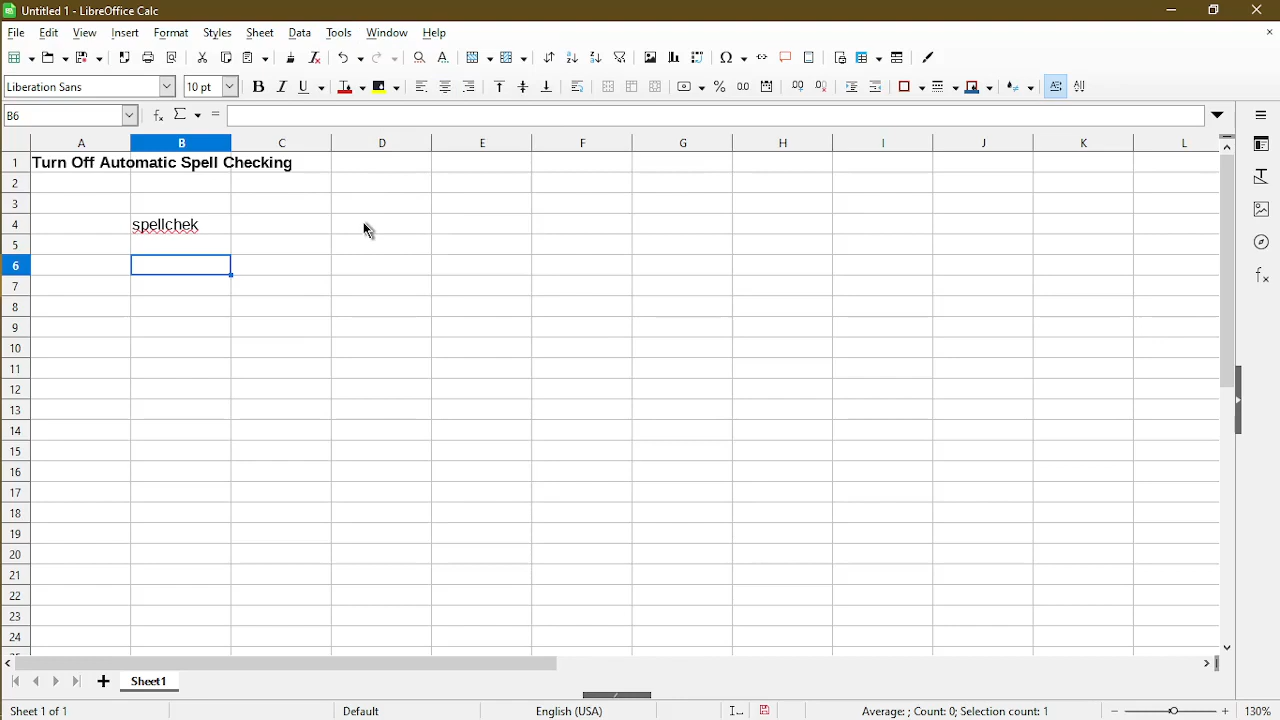 Untitled 1 - LibreOffice Calc
File Edit View Insert Format Styles Sheet Data Tools Window Help
Liberation Sans 10 pt B I U % 0.0
B6 fx Σ =
A B C D E F G H I J K L
1 Turn Off Automatic Spell Checking
2
3
4 spellchek
5
6
7
8
9
10
11
12
13
14
15
16
17
18
19
20
21
22
23
24
Sheet1
Sheet 1 of 1 Default English (USA) Average: ; Count: 0; Selection count: 1 130%